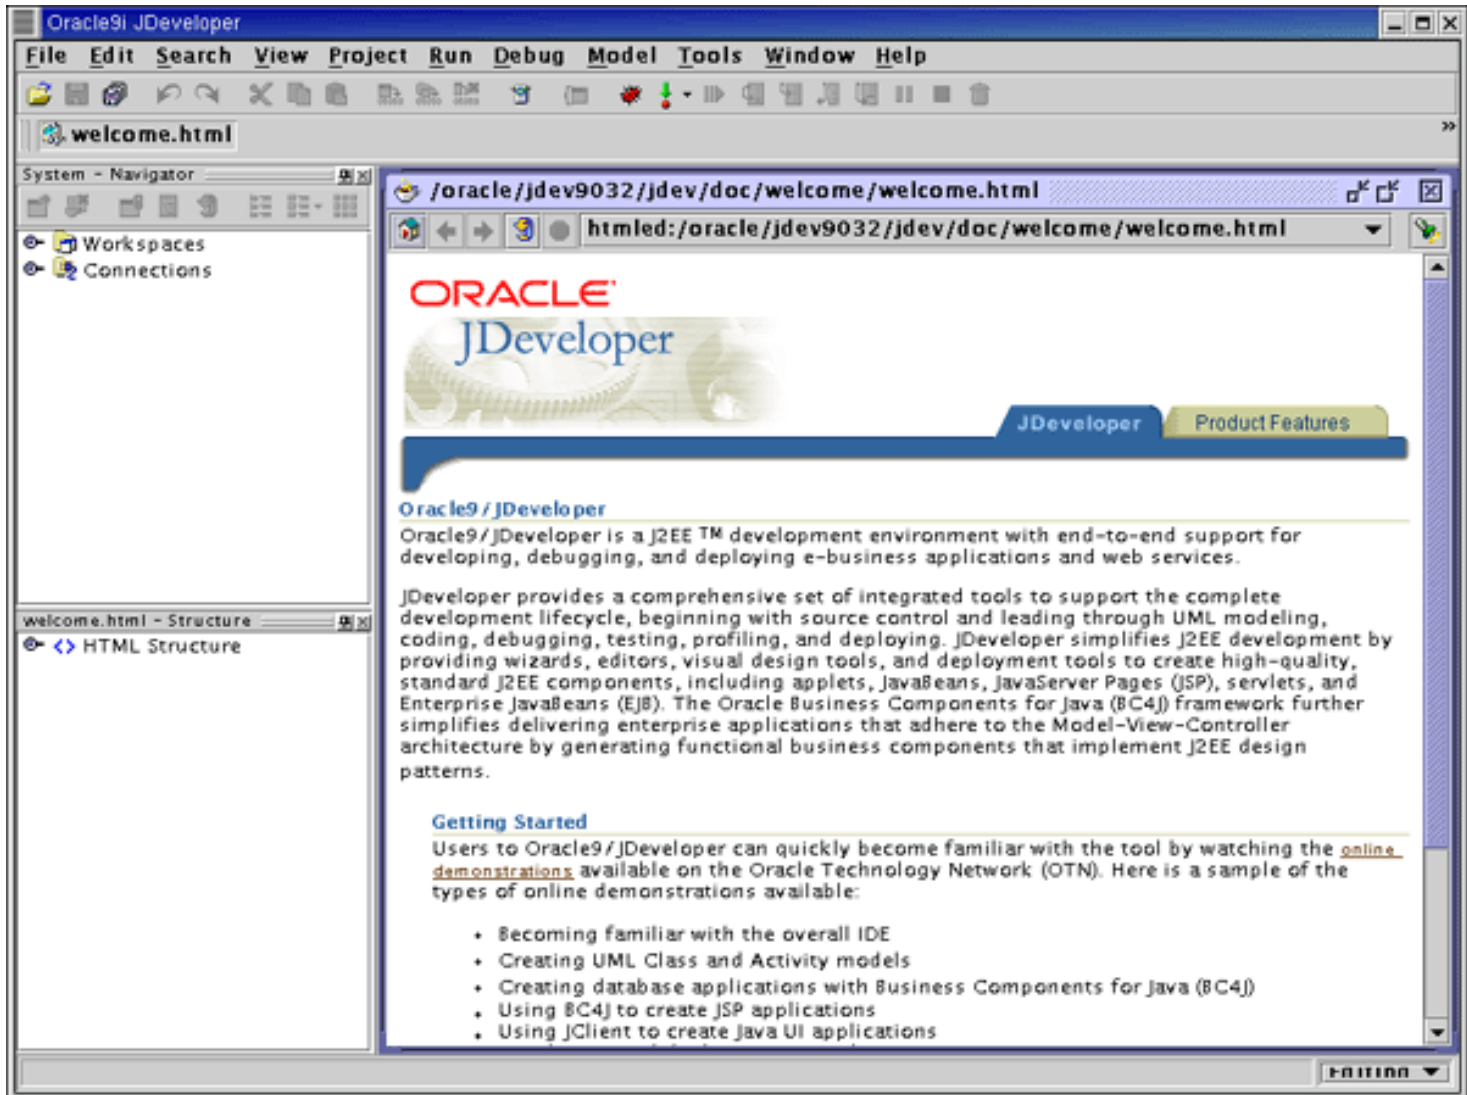 Oracle9i JDeveloper
File Edit Search View Project Run Debug Model Tools Window Help
welcome.html
System - Navigator
Workspaces
Connections
welcome.html - Structure
HTML Structure
/oracle/jdev9032/jdev/doc/welcome/welcome.html
htmled:/oracle/jdev9032/jdev/doc/welcome/welcome.html
ORACLE
JDeveloper
JDeveloper Product Features
Oracle9/JDeveloper
Oracle9/JDeveloper is a J2EE TM development environment with end-to-end support for
developing, debugging, and deploying e-business applications and web services.
JDeveloper provides a comprehensive set of integrated tools to support the complete
development lifecycle, beginning with source control and leading through UML modeling,
coding, debugging, testing, profiling, and deploying. JDeveloper simplifies J2EE development by
providing wizards, editors, visual design tools, and deployment tools to create high-quality,
standard J2EE components, including applets, JavaBeans, JavaServer Pages (JSP), servlets, and
Enterprise JavaBeans (EJB). The Oracle Business Components for Java (BC4J) framework further
simplifies delivering enterprise applications that adhere to the Model-View-Controller
architecture by generating functional business components that implement J2EE design
patterns.
Getting Started
Users to Oracle9/JDeveloper can quickly become familiar with the tool by watching the online
demonstrations available on the Oracle Technology Network (OTN). Here is a sample of the
types of online demonstrations available:
• Becoming familiar with the overall IDE
• Creating UML Class and Activity models
• Creating database applications with Business Components for Java (BC4J)
• Using BC4J to create JSP applications
• Using JClient to create Java UI applications
Editing